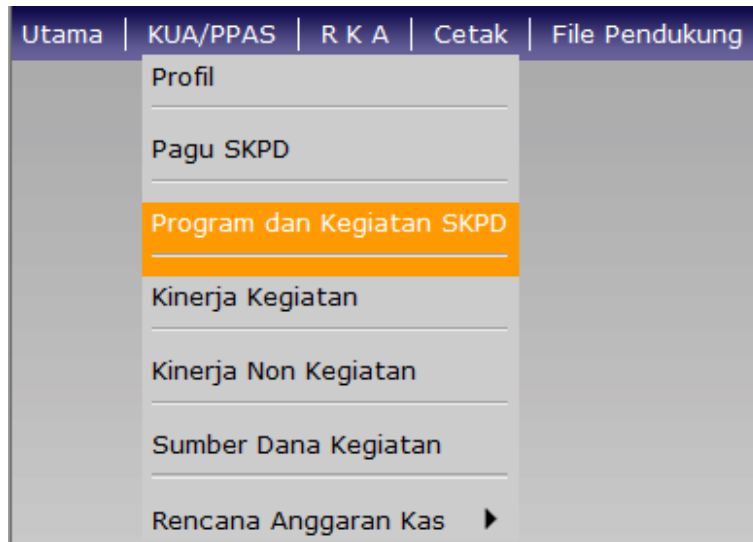 Utama | KUA/PPAS | R K A | Cetak | File Pendukung
Profil
Pagu SKPD
Program dan Kegiatan SKPD
Kinerja Kegiatan
Kinerja Non Kegiatan
Sumber Dana Kegiatan
Rencana Anggaran Kas